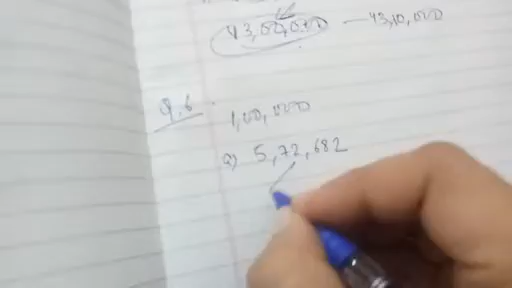 43,00,000 — 43,10,000
Q.6
1,00,000
a) 5,72,682